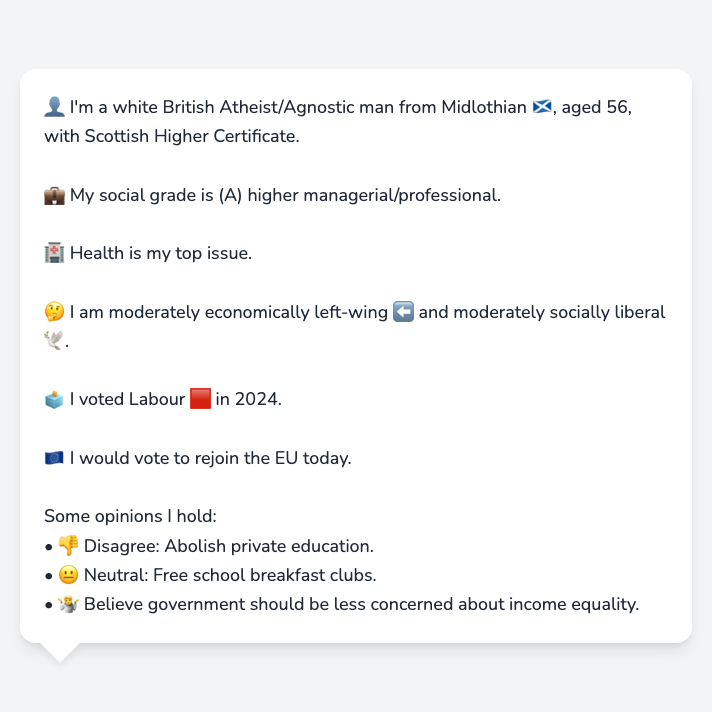 👤 I'm a white British Atheist/Agnostic man from Midlothian 🏴󠁧󠁢󠁳󠁣󠁴󠁿, aged 56,
with Scottish Higher Certificate.
💼 My social grade is (A) higher managerial/professional.
🏥 Health is my top issue.
🤔 I am moderately economically left-wing ⬅️ and moderately socially liberal
🕊️.
🗳️ I voted Labour 🟥 in 2024.
🇪🇺 I would vote to rejoin the EU today.
Some opinions I hold:
• 👎 Disagree: Abolish private education.
• 😐 Neutral: Free school breakfast clubs.
• 🤷 Believe government should be less concerned about income equality.